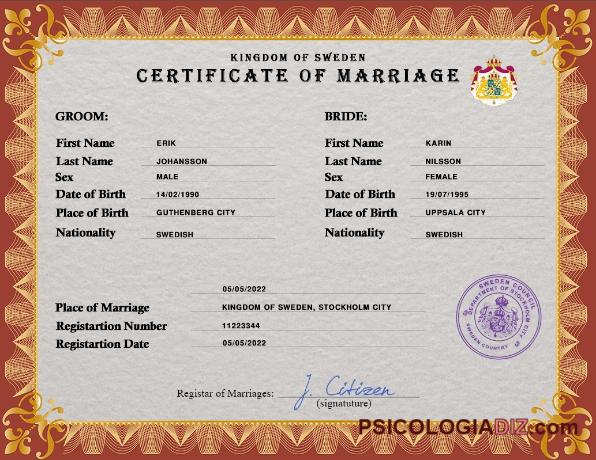 KINGDOM OF SWEDEN
CERTIFICATE OF MARRIAGE
GROOM:
First Name ERIK
Last Name JOHANSSON
Sex MALE
Date of Birth 14/02/1990
Place of Birth GUTHENBERG CITY
Nationality SWEDISH
BRIDE:
First Name KARIN
Last Name NILSSON
Sex FEMALE
Date of Birth 19/07/1995
Place of Birth UPPSALA CITY
Nationality SWEDISH
05/05/2022
Place of Marriage KINGDOM OF SWEDEN, STOCKHOLM CITY
Registartion Number 11223344
Registartion Date 05/05/2022
SWEDEN COUNCIL
DEPARTMENT OF STOCKHOLM CITY
SWEDEN COUNTRY
Registar of Marriages: J. Citizen
(signatuture)
PSICOLOGIADIZ.com